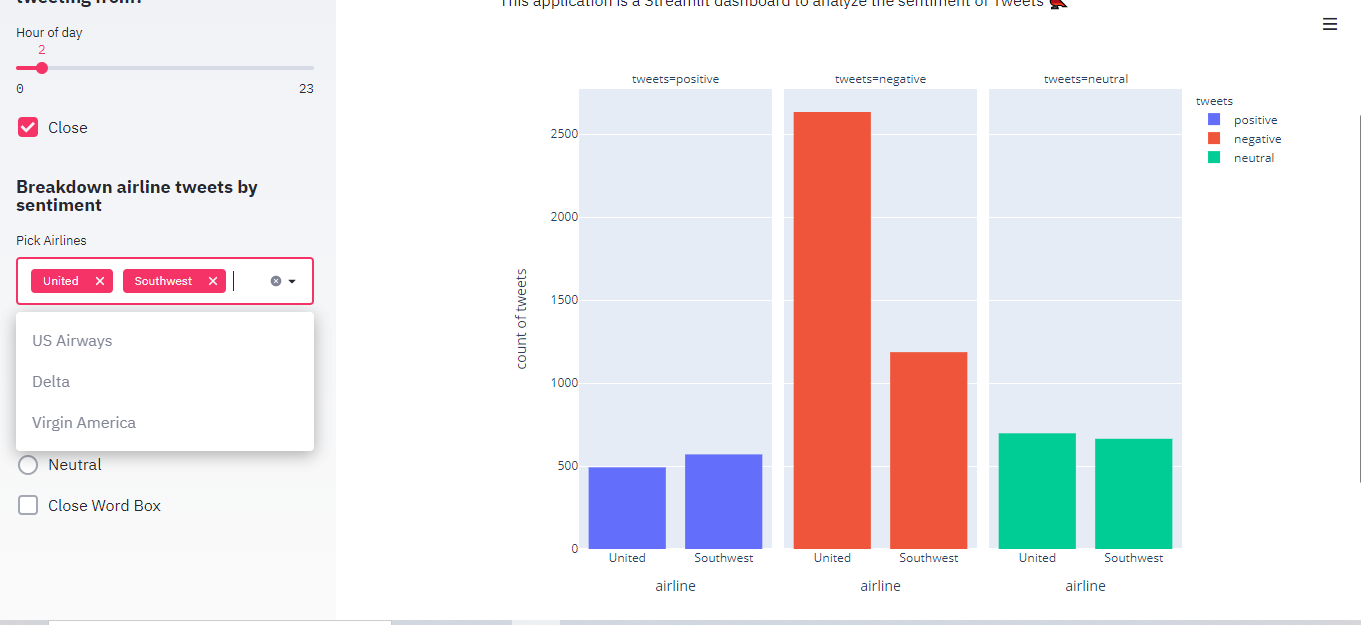 tweeting from?
Hour of day
2
0 23
Close
Breakdown airline tweets by
sentiment
Pick Airlines
United Southwest
US Airways
Delta
Virgin America
Neutral
Close Word Box
This application is a Streamlit dashboard to analyze the sentiment of Tweets
tweets=positive tweets=negative tweets=neutral
tweets
positive
negative
neutral
count of tweets
2500
2000
1500
1000
500
0
United Southwest United Southwest United Southwest
airline airline airline